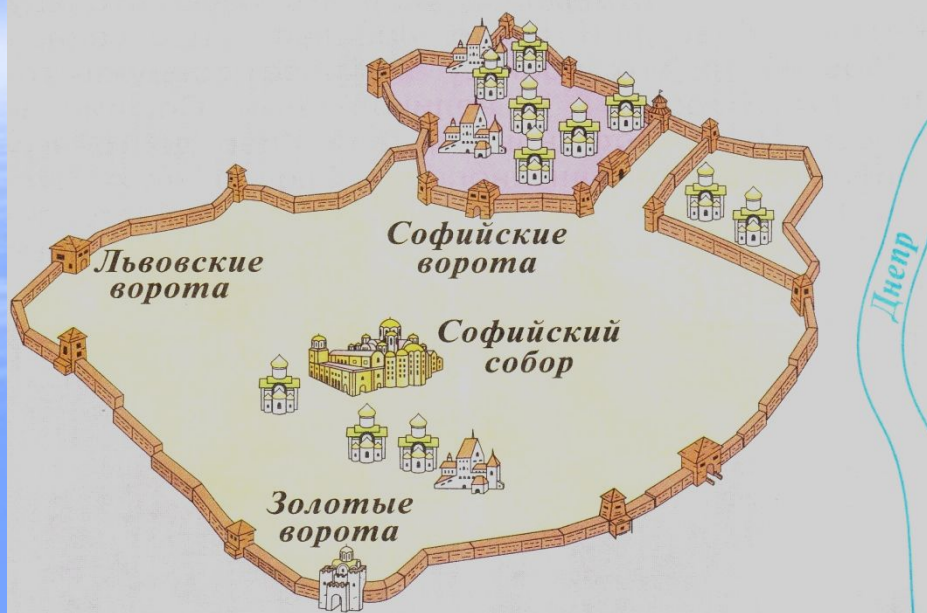 Софийские
ворота
Львовские
ворота
Днепр
Софийский
собор
Золотые
ворота